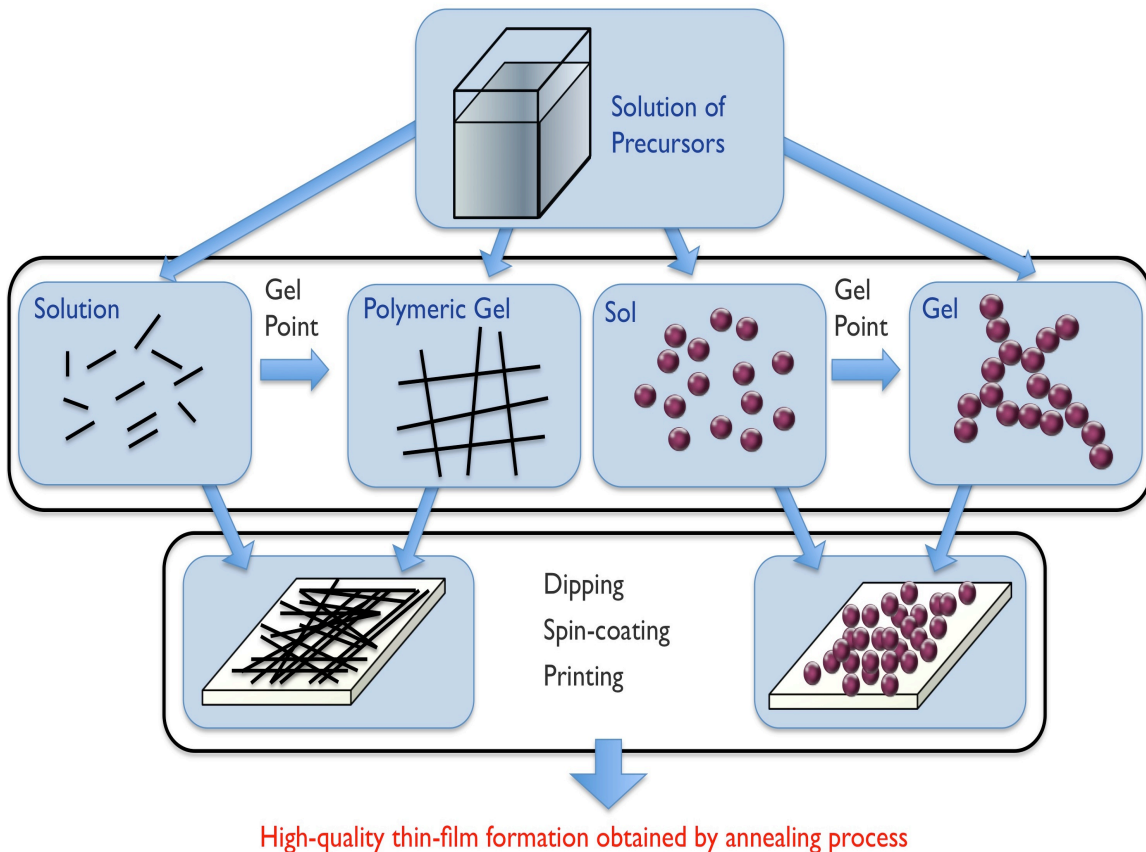 Solution of
Precursors
Solution
Gel
Point
Polymeric Gel
Sol
Gel
Point
Gel
Dipping
Spin-coating
Printing
High-quality thin-film formation obtained by annealing process